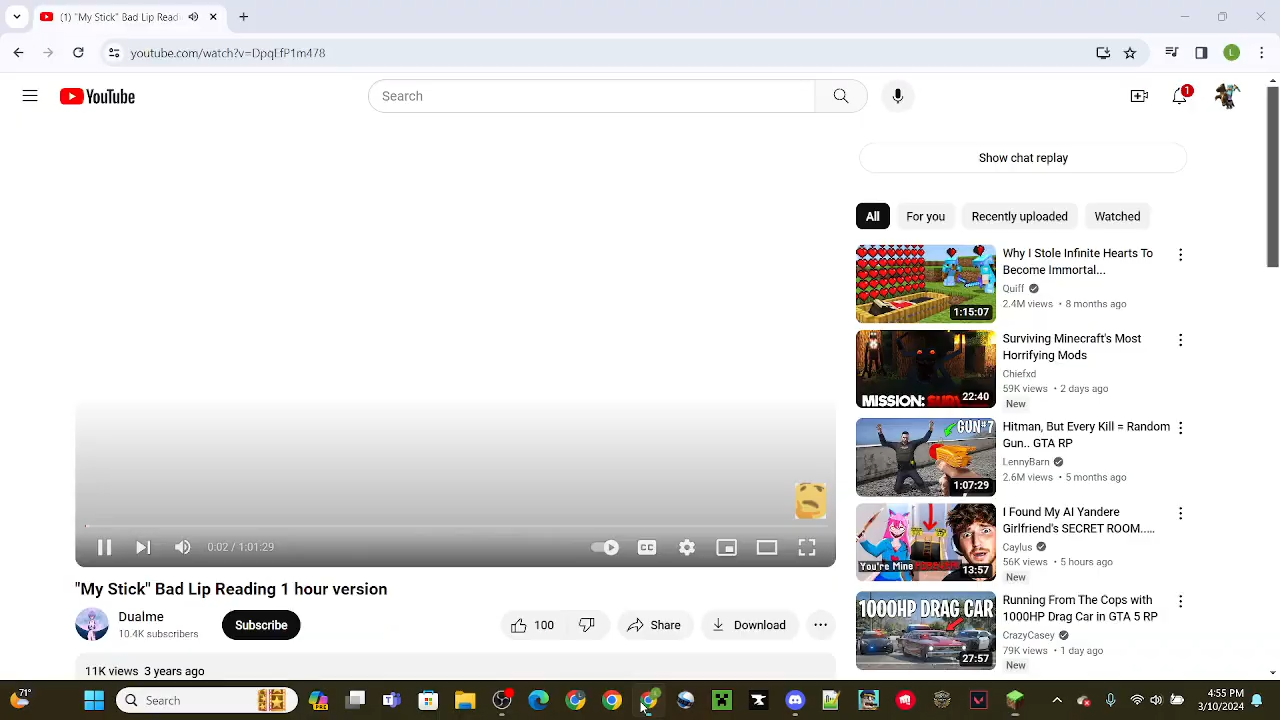 (1) "My Stick" Bad Lip Read
youtube.com/watch?v=DpqEfP1m478
L
YouTube
Search
1
Show chat replay
All
For you
Recently uploaded
Watched
Why I Stole Infinite Hearts To
Become Immortal...
Quiff
2.4M views • 8 months ago
1:15:07
Surviving Minecraft's Most
Horrifying Mods
Chiefxd
59K views • 2 days ago
New
MISSION:
22:40
Hitman, But Every Kill = Random
Gun.. GTA RP
LennyBarn
2.6M views • 5 months ago
GUN#7
1:07:29
I Found My AI Yandere
Girlfriend's SECRET ROOM.....
Caylus
56K views • 5 hours ago
New
You're Mine
13:57
Running From The Cops with
1000HP Drag Car in GTA 5 RP
CrazyCasey
79K views • 1 day ago
New
1000HP DRAG CAR
27:57
0:02 / 1:01:29
CC
"My Stick" Bad Lip Reading 1 hour version
Dualme
10.4K subscribers
Subscribe
100
Share
Download
11K views 3 years ago
71°
Search
4:55 PM
3/10/2024